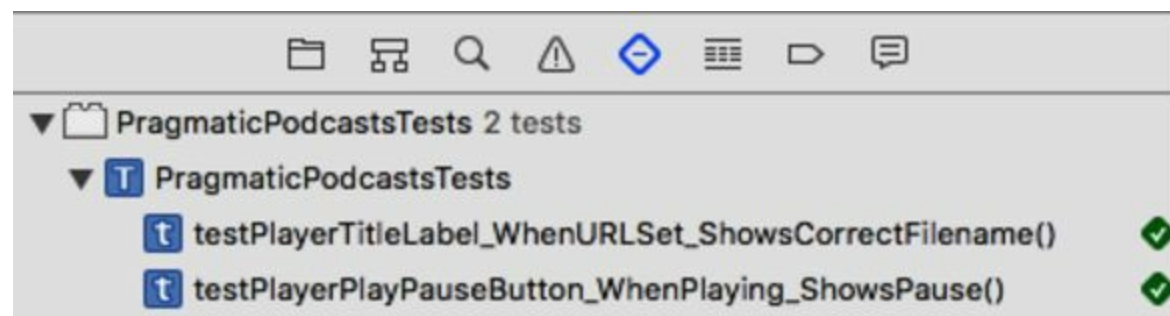 PragmaticPodcastsTests 2 tests
T PragmaticPodcastsTests
t testPlayerTitleLabel_WhenURLSet_ShowsCorrectFilename()
t testPlayerPlayPauseButton_WhenPlaying_ShowsPause()